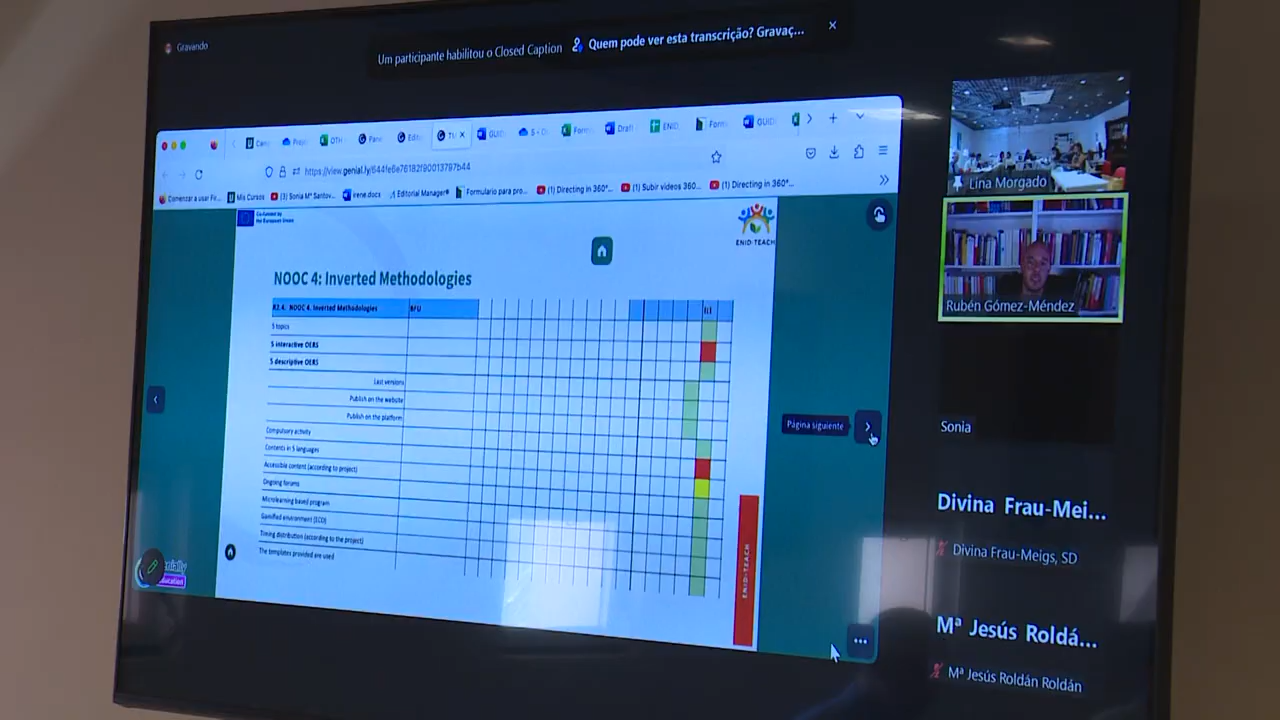 Gravando
Um participante habilitou o Closed Caption
Quem pode ver esta transcrição? Gravaç...
https://view.genial.ly/644fe6e76182f90013797b44
Comenzar a usar Fir...
Mis Cursos
(3) Sonia Mª Santov...
irene.docx
Editorial Manager®
Formulario para pro...
(1) Directing in 360°...
(1) Subir videos 360...
(1) Directing in 360°...
Co-funded by
the European Union
ENID-TEACH
NOOC 4: Inverted Methodologies
R2.4. NOOC 4. Inverted Methodologies
BFU
5 topics
5 interactive OERS
5 descriptive OERS
Last versions
Publish on the website
Publish on the platform
Compulsory activity
Contents in 5 languages
Accessible content (according to project)
Ongoing forums
Microlearning based program
Gamified environment (ECO)
Timing distribution (according to the project)
The templates provided are used
ENID-TEACH
Página siguiente
Lina Morgado
Rubén Gómez-Méndez
Sonia
Divina Frau-Mei...
Divina Frau-Meigs, SD
Mª Jesús Roldá...
Mª Jesús Roldán Roldán